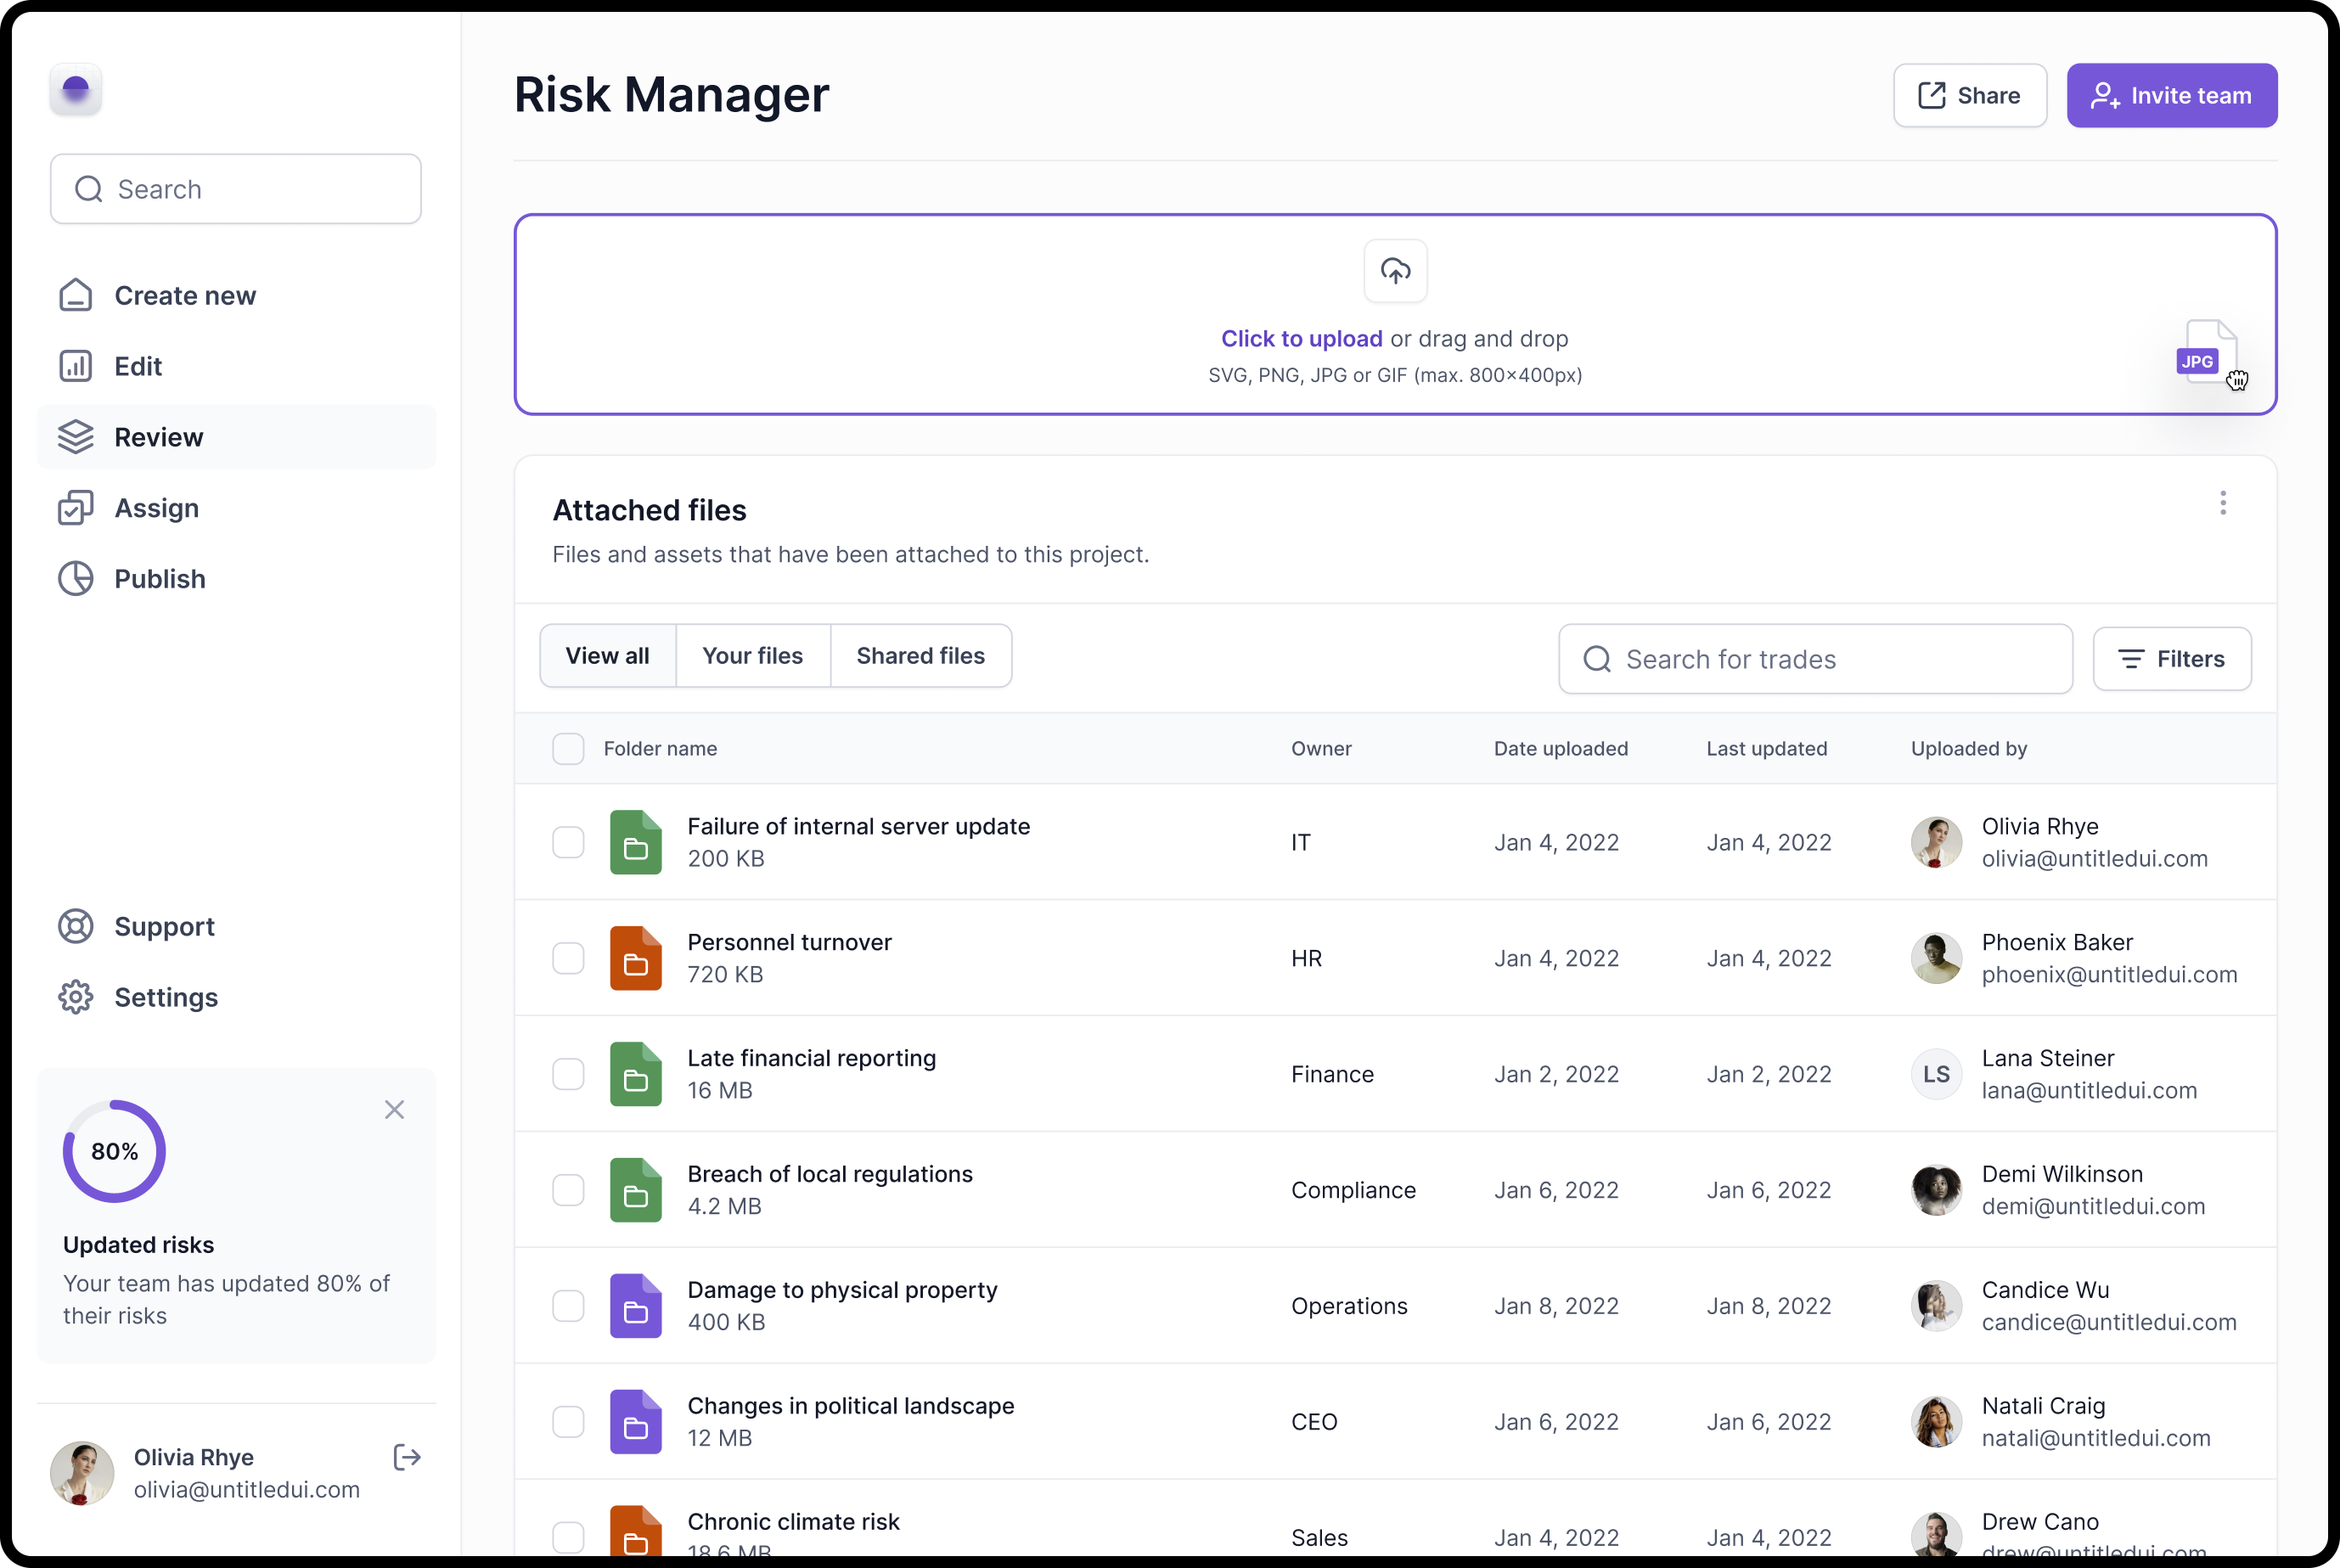 Risk Manager
Share
Invite team
Search
Create new
Edit
Review
Assign
Publish
Support
Settings
80%
Updated risks
Your team has updated 80% of
their risks
Olivia Rhye
olivia@untitledui.com
Click to upload or drag and drop
SVG, PNG, JPG or GIF (max. 800×400px)
JPG
Attached files
Files and assets that have been attached to this project.
View all
Your files
Shared files
Search for trades
Filters
Folder name
Owner
Date uploaded
Last updated
Uploaded by
Failure of internal server update
200 KB
IT
Jan 4, 2022
Jan 4, 2022
Olivia Rhye
olivia@untitledui.com
Personnel turnover
720 KB
HR
Jan 4, 2022
Jan 4, 2022
Phoenix Baker
phoenix@untitledui.com
Late financial reporting
16 MB
Finance
Jan 2, 2022
Jan 2, 2022
LS
Lana Steiner
lana@untitledui.com
Breach of local regulations
4.2 MB
Compliance
Jan 6, 2022
Jan 6, 2022
Demi Wilkinson
demi@untitledui.com
Damage to physical property
400 KB
Operations
Jan 8, 2022
Jan 8, 2022
Candice Wu
candice@untitledui.com
Changes in political landscape
12 MB
CEO
Jan 6, 2022
Jan 6, 2022
Natali Craig
natali@untitledui.com
Chronic climate risk
18.6 MB
Sales
Jan 4, 2022
Jan 4, 2022
Drew Cano
drew@untitledui.com